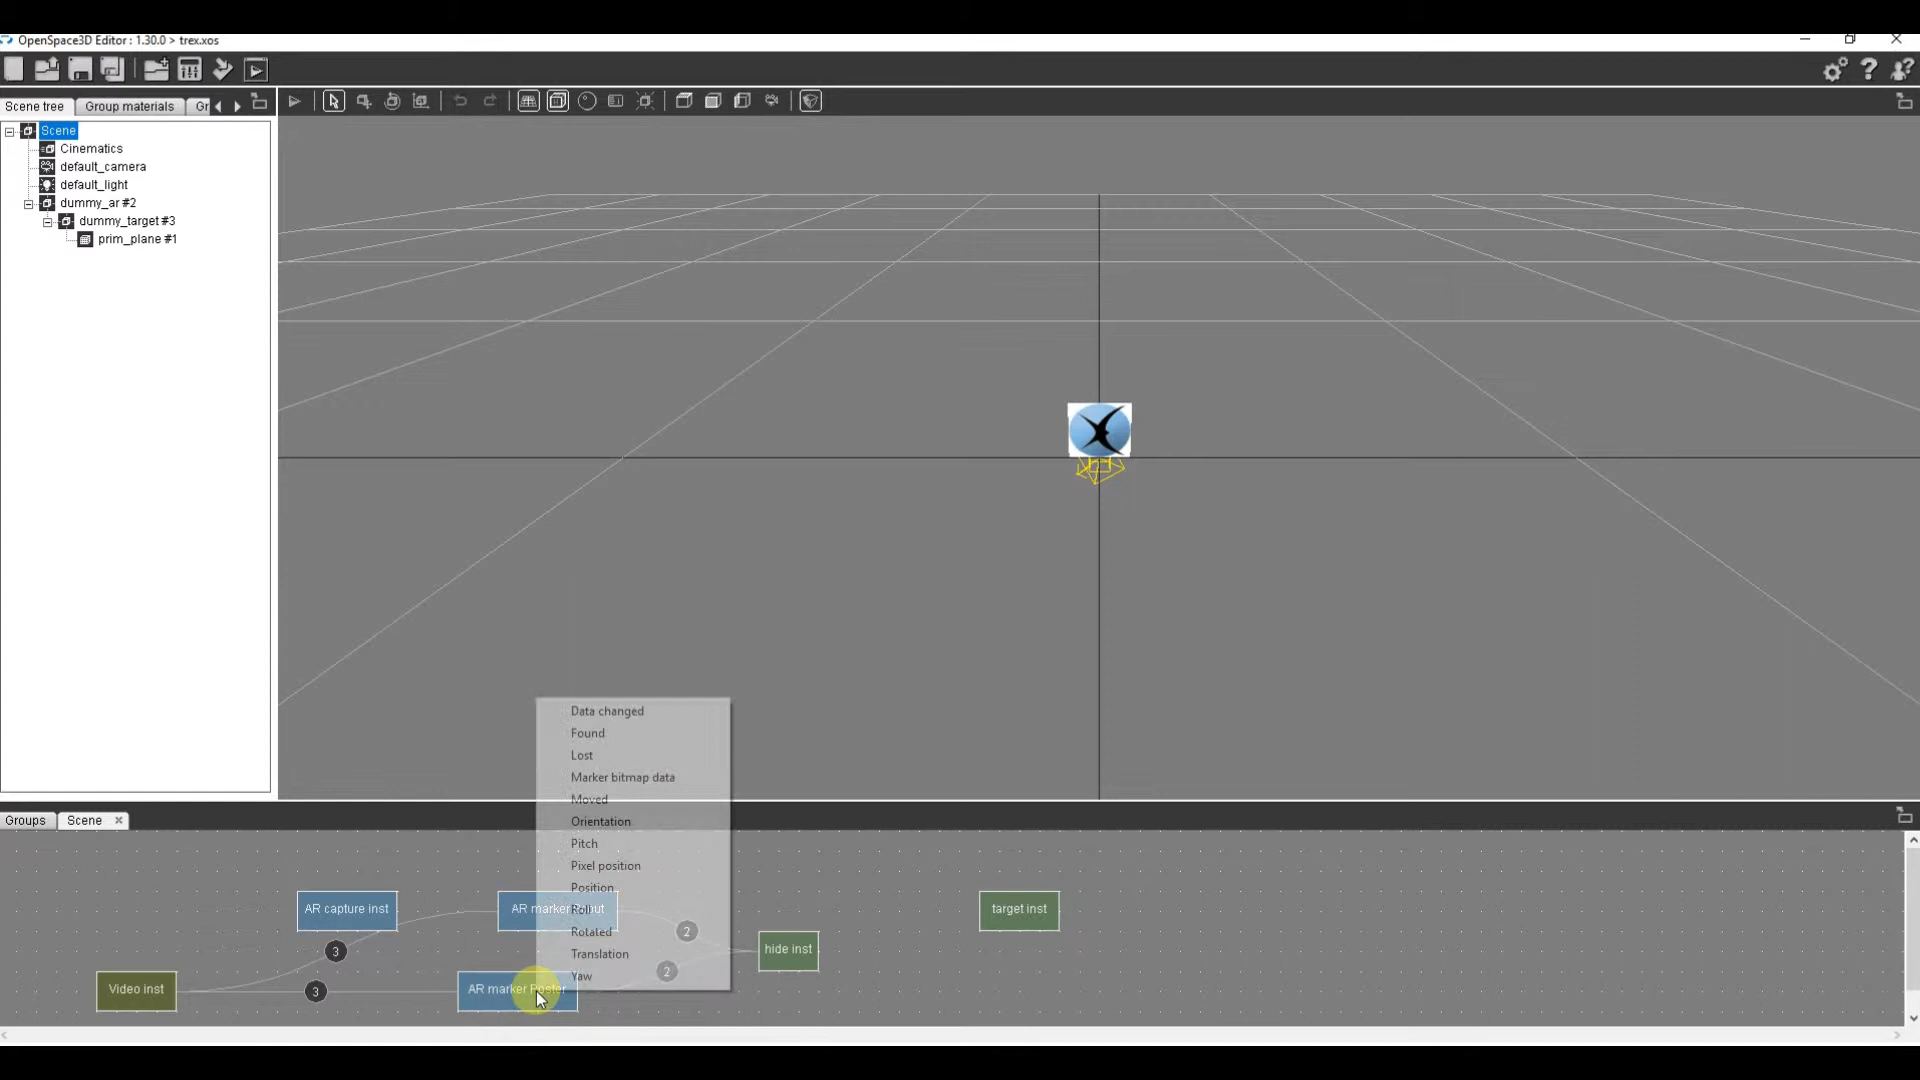 OpenSpace3D Editor : 1.30.0 > trex.xos
Scene tree
Group materials
Gr
Scene
Cinematics
default_camera
default_light
dummy_ar #2
dummy_target #3
prim_plane #1
Data changed
Found
Lost
Marker bitmap data
Moved
Orientation
Pitch
Pixel position
Position
Roll
Rotated
Translation
Yaw
Groups
Scene
AR capture inst
AR marker
target inst
2
hide inst
3
2
Video inst
3
AR marker Poster